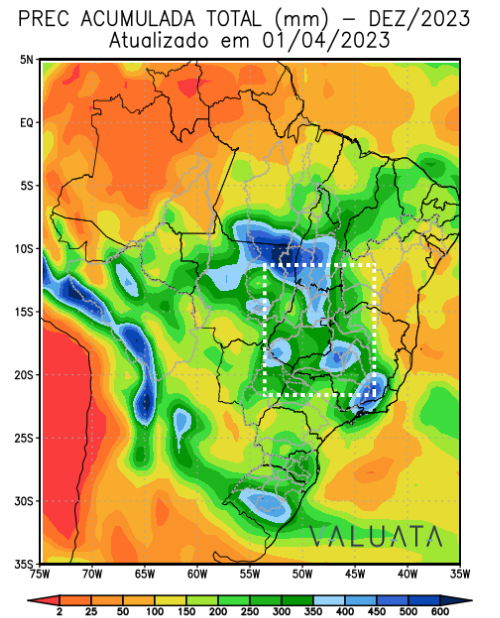 PREC ACUMULADA TOTAL (mm) – DEZ/2023
Atualizado em 01/04/2023
5N
EQ
5S
10S
15S
20S
25S
30S
35S
75W 70W 65W 60W 55W 50W 45W 40W 35W
VALUATA
2 25 50 100 150 200 250 300 350 400 450 500 600